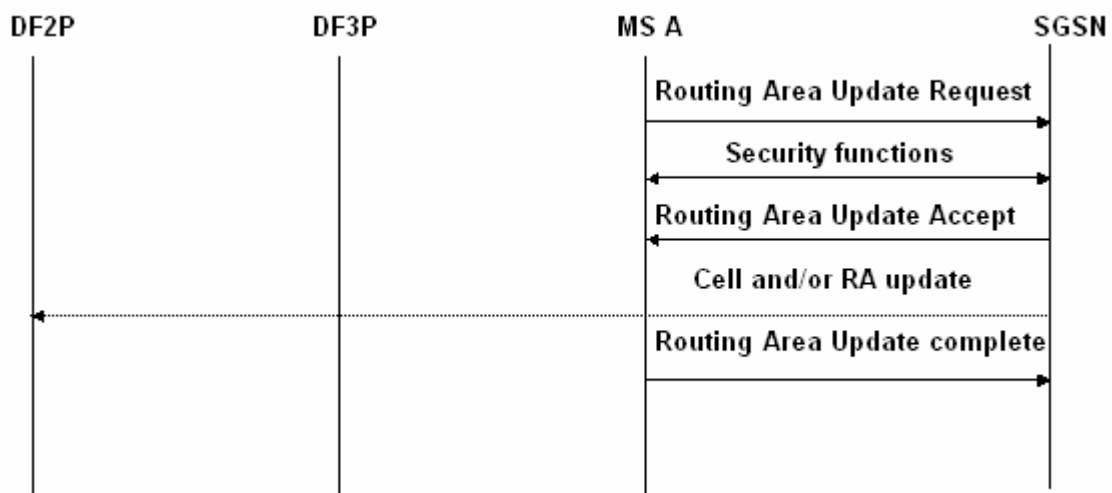 DF2P DF3P MS A SGSN
Routing Area Update Request
Security functions
Routing Area Update Accept
Cell and/or RA update
Routing Area Update complete